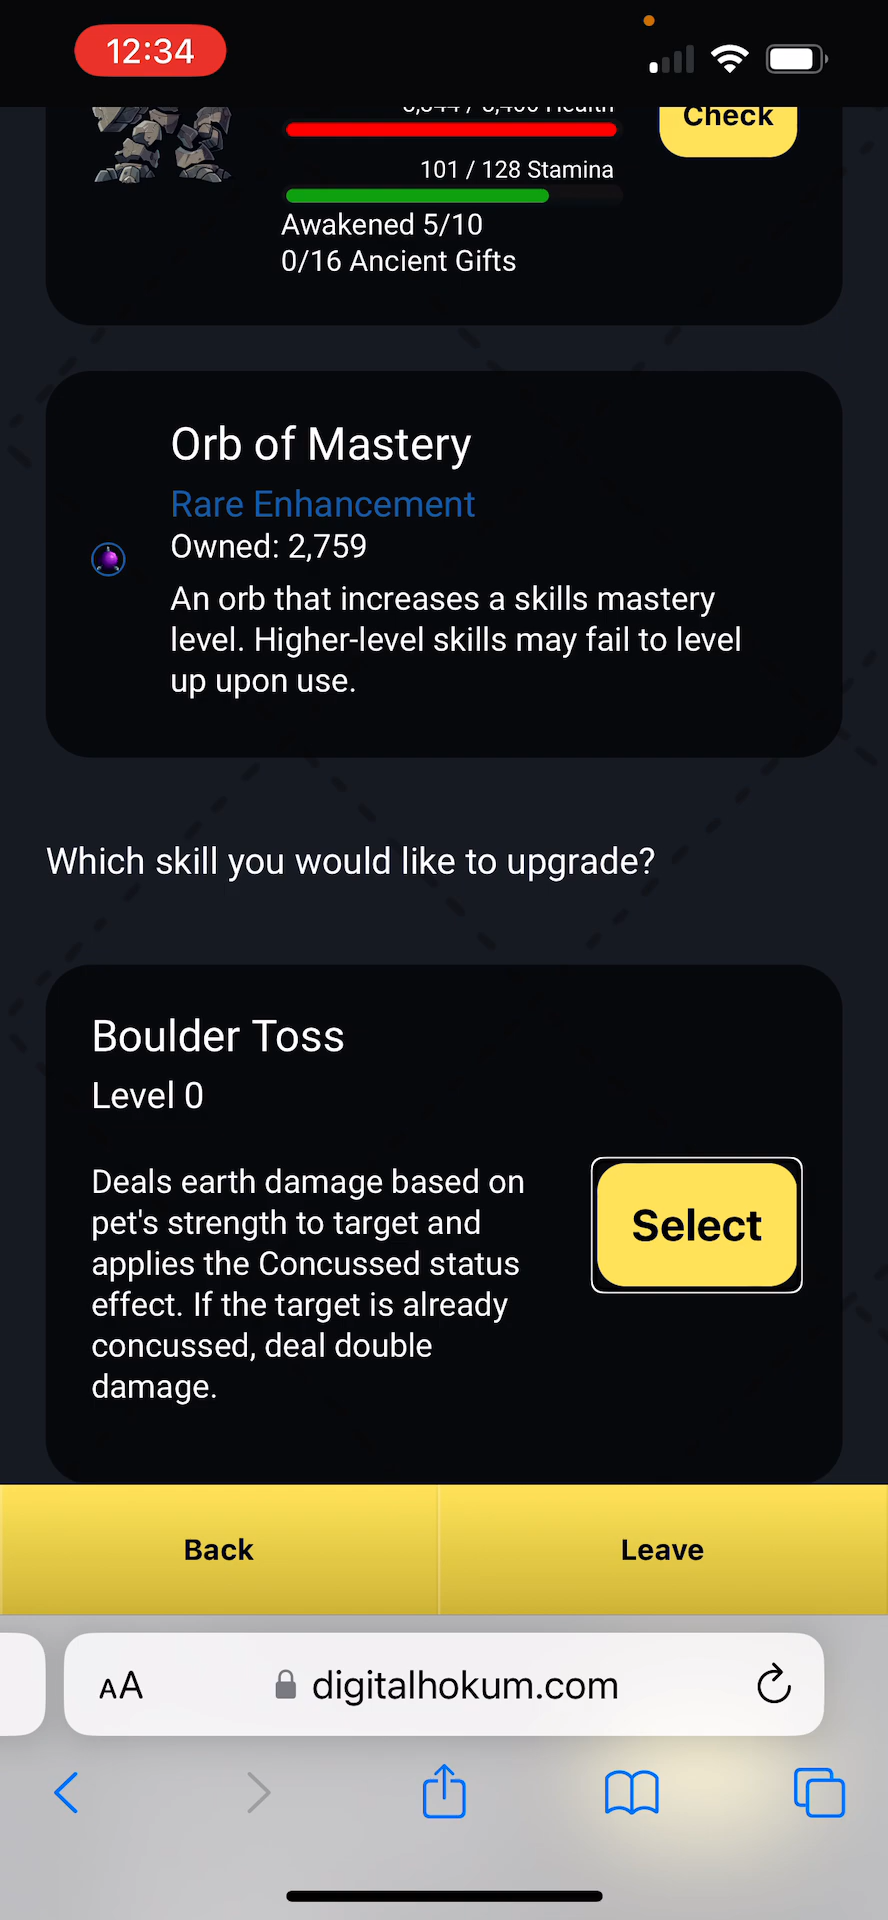 12:34
Check
101 / 128 Stamina
Awakened 5/10
0/16 Ancient Gifts
Orb of Mastery
Rare Enhancement
Owned: 2,759
An orb that increases a skills mastery
level. Higher-level skills may fail to level
up upon use.
Which skill you would like to upgrade?
Boulder Toss
Level 0
Deals earth damage based on
pet's strength to target and
applies the Concussed status
effect. If the target is already
concussed, deal double
damage.
Select
Back
Leave
AA
digitalhokum.com